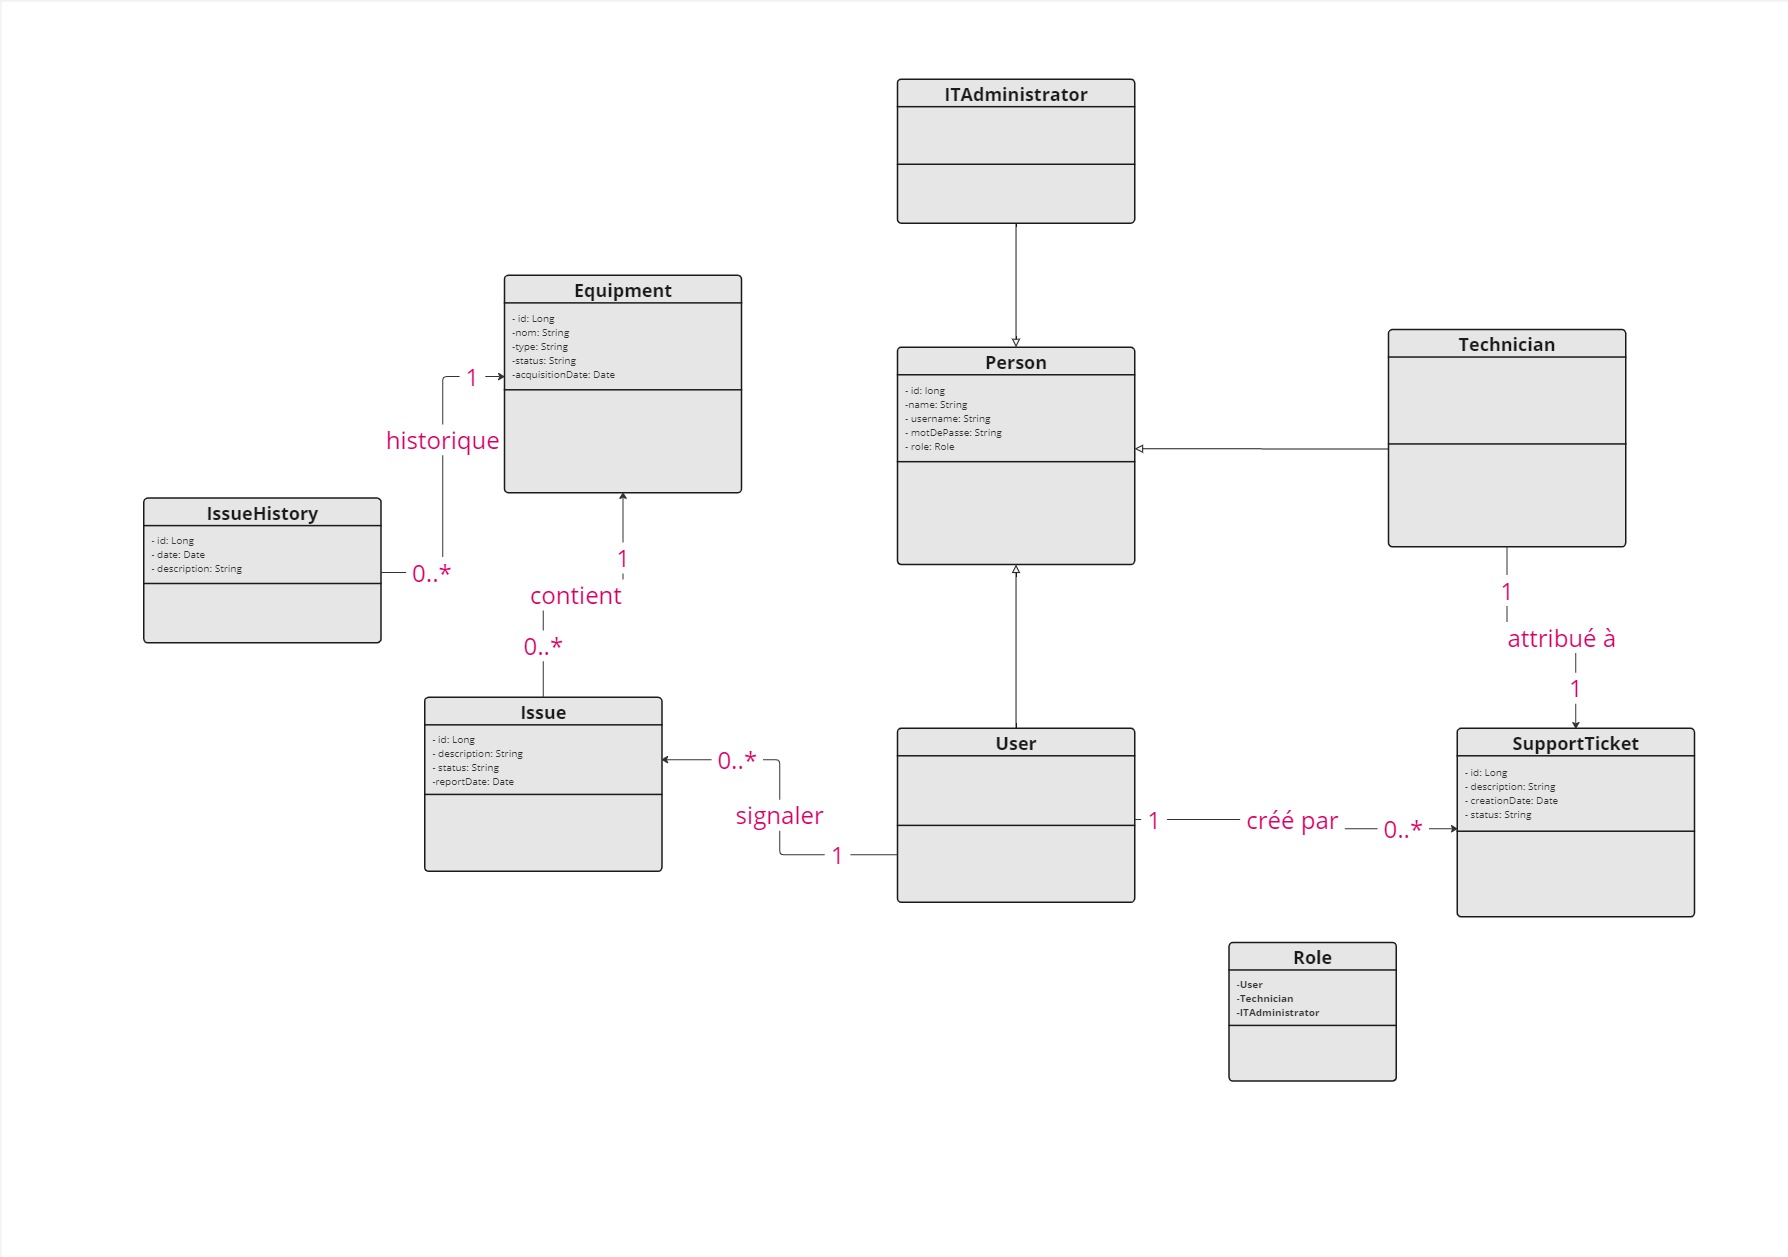 ITAdministrator
Equipment
- id: Long
-nom: String
-type: String
-status: String
-acquisitionDate: Date
Person
- id: long
-name: String
- username: String
- motDePasse: String
- role: Role
Technician
1
historique
IssueHistory
- id: Long
- date: Date
- description: String
0..*
1
contient
0..*
1
attribué à
1
Issue
- id: Long
- description: String
- status: String
-reportDate: Date
0..*
signaler
1
User
1
créé par
0..*
SupportTicket
- id: Long
- description: String
- creationDate: Date
- status: String
Role
-User
-Technician
-ITAdministrator